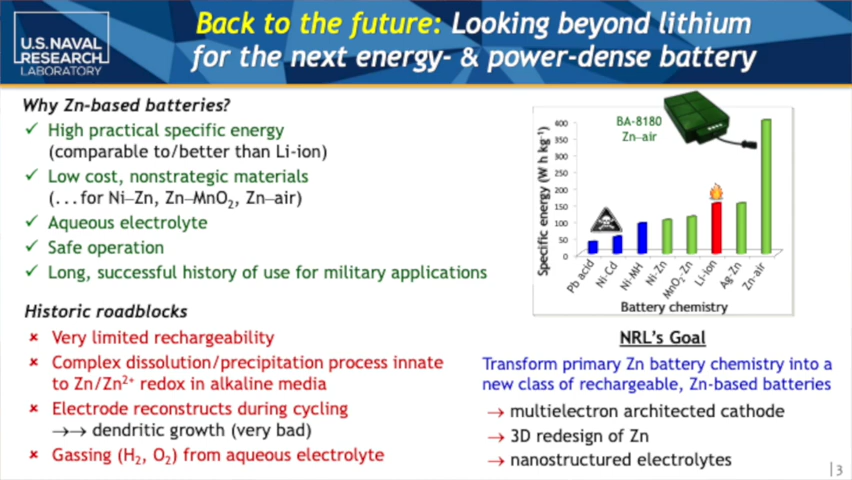 U.S. NAVAL
RESEARCH
LABORATORY
Back to the future: Looking beyond lithium
for the next energy- & power-dense battery
Why Zn-based batteries?
✓ High practical specific energy
(comparable to/better than Li-ion)
✓ Low cost, nonstrategic materials
(...for Ni–Zn, Zn–MnO₂, Zn–air)
✓ Aqueous electrolyte
✓ Safe operation
✓ Long, successful history of use for military applications
Historic roadblocks
× Very limited rechargeability
× Complex dissolution/precipitation process innate
to Zn/Zn²⁺ redox in alkaline media
× Electrode reconstructs during cycling
→→ dendritic growth (very bad)
× Gassing (H₂, O₂) from aqueous electrolyte
BA-8180
Zn–air
Specific energy (W h kg⁻¹)
400
350
300
250
200
150
100
50
0
Pb acid
Ni-Cd
Ni-MH
Ni-Zn
MnO₂-Zn
Li-ion
Ag-Zn
Zn-air
Battery chemistry
NRL's Goal
Transform primary Zn battery chemistry into a
new class of rechargeable, Zn-based batteries
→ multielectron architected cathode
→ 3D redesign of Zn
→ nanostructured electrolytes
|3